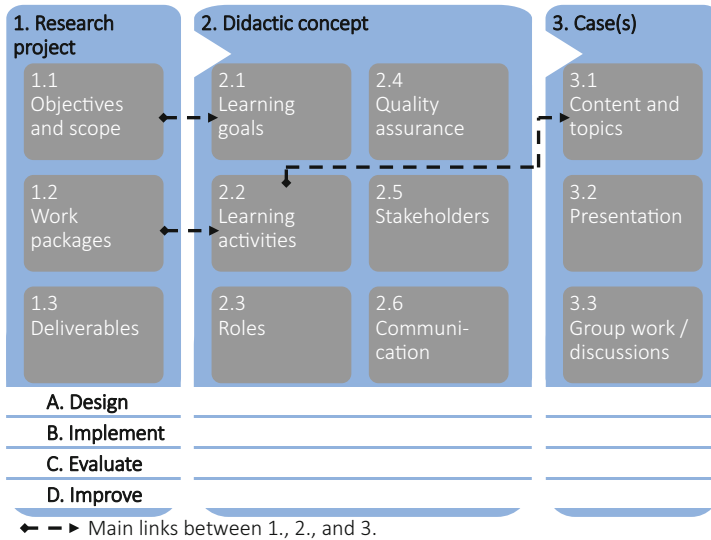 1. Research
project
1.1
Objectives
and scope
1.2
Work
packages
1.3
Deliverables
2. Didactic concept
2.1
Learning
goals
2.2
Learning
activities
2.3
Roles
2.4
Quality
assurance
2.5
Stakeholders
2.6
Communi-
cation
3. Case(s)
3.1
Content and
topics
3.2
Presentation
3.3
Group work /
discussions
A. Design
B. Implement
C. Evaluate
D. Improve
Main links between 1., 2., and 3.